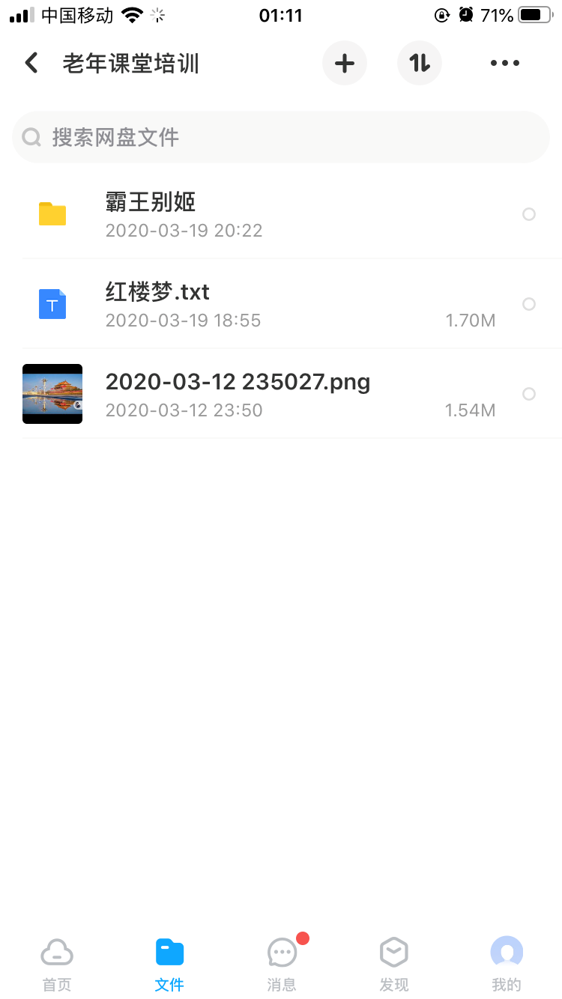 中国移动 01:11 71%
老年课堂培训
搜索网盘文件
霸王别姬
2020-03-19 20:22
红楼梦.txt
2020-03-19 18:55 1.70M
2020-03-12 235027.png
2020-03-12 23:50 1.54M
首页 文件 消息 发现 我的